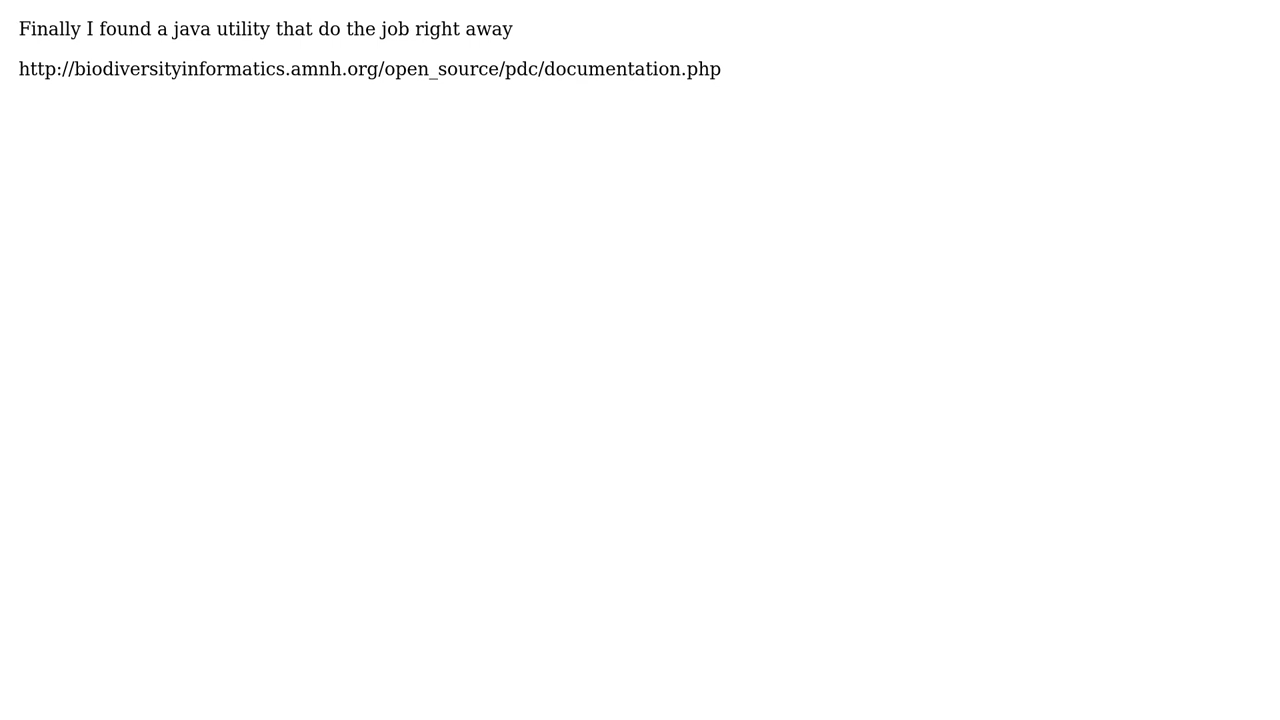 Finally I found a java utility that do the job right away
http://biodiversityinformatics.amnh.org/open_source/pdc/documentation.php